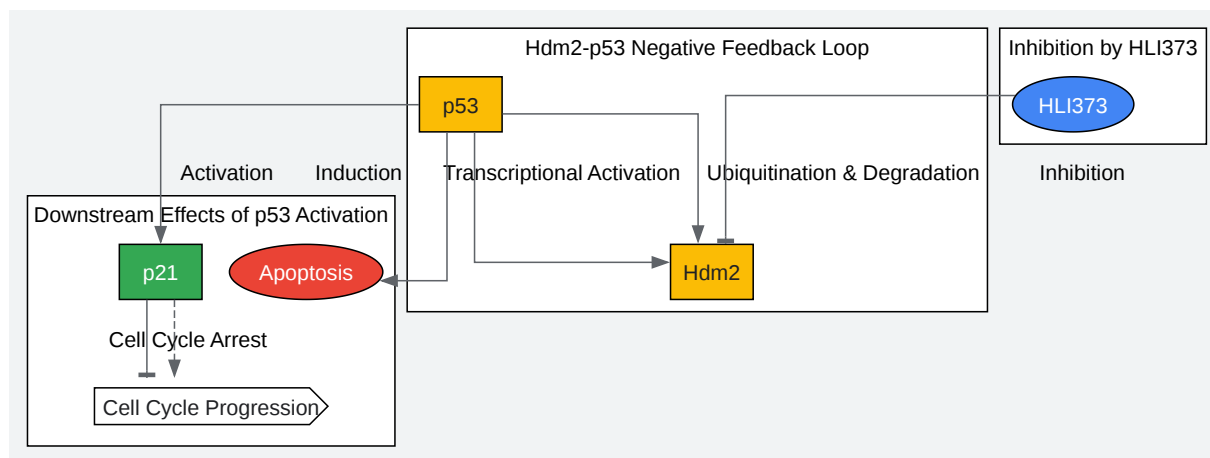 Hdm2-p53 Negative Feedback Loop
Inhibition by HLI373
p53
HLI373
Activation
Induction
Transcriptional Activation
Ubiquitination & Degradation
Inhibition
Downstream Effects of p53 Activation
p21
Apoptosis
Hdm2
Cell Cycle Arrest
Cell Cycle Progression